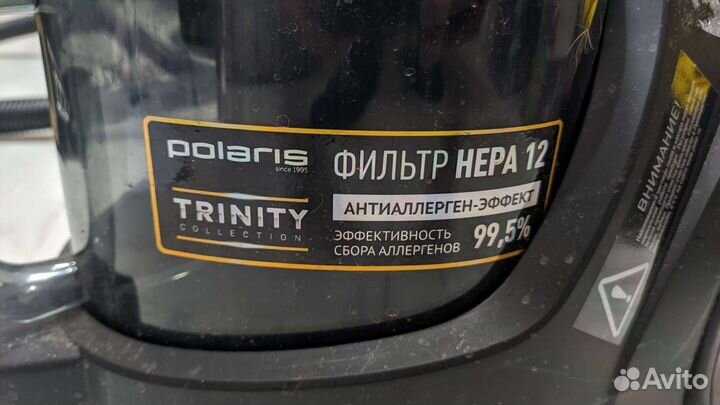 polaris
since 1995
TRINITY
COLLECTION
ФИЛЬТР HEPA 12
АНТИАЛЛЕРГЕН-ЭФФЕКТ
ЭФФЕКТИВНОСТЬ
СБОРА АЛЛЕРГЕНОВ
99,5%
ВНИМАНИЕ!
Avito